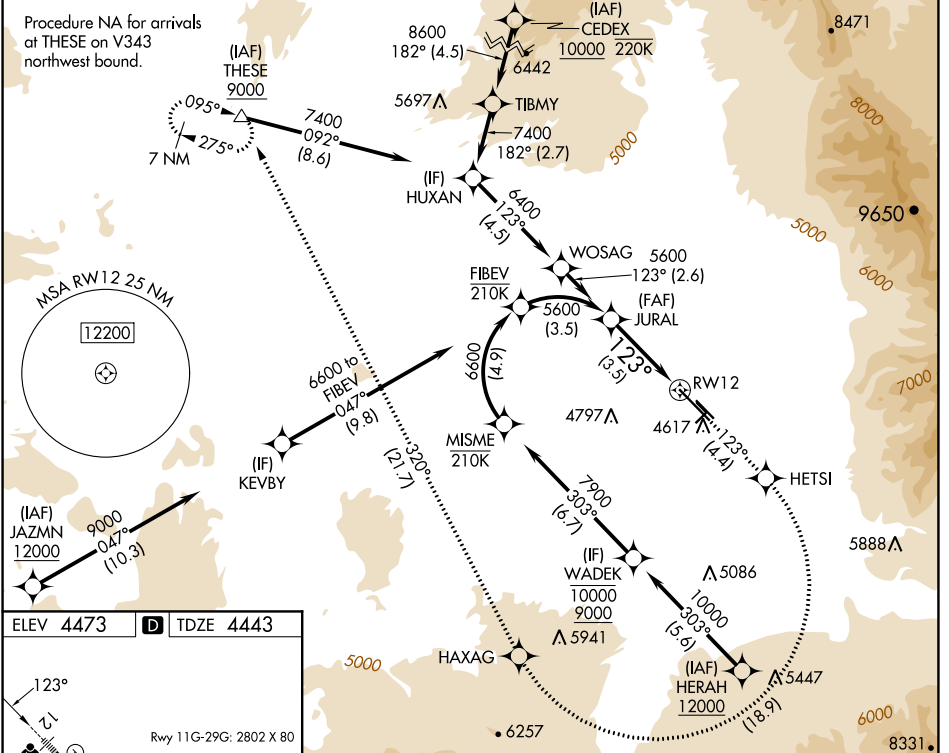 Procedure NA for arrivals
at THESE on V343
northwest bound.
(IAF)
THESE
9000
095°
275°
7 NM
7400
092°
(8.6)
8600
182° (4.5)
(IAF)
CEDEX
10000 220K
6442
5697
TIBMY
7400
182° (2.7)
(IF)
HUXAN
6400
123°
(4.5)
WOSAG
5600
123° (2.6)
8471
8000
5000
9650
5000
6000
7000
MSA RW12 25 NM
12200
FIBEV
210K
5600
(3.5)
(FAF)
JURAL
123°
(3.5)
RW12
6600
(4.9)
6600 to
FIBEV
047°
(9.8)
4797
4617
123°
(4.4)
MISME
210K
(IF)
KEVBY
320°
(21.7)
HETSI
7900
303°
(6.7)
(IAF)
JAZMN
12000
9000
047°
(10.3)
5888
(IF)
WADEK
10000
9000
5086
10000
303°
(5.6)
5941
HAXAG
5000
(IAF)
HERAH
12000
5447
(18.9)
6257
6000
8331
ELEV 4473 D TDZE 4443
123°
12
Rwy 11G-29G: 2802 X 80